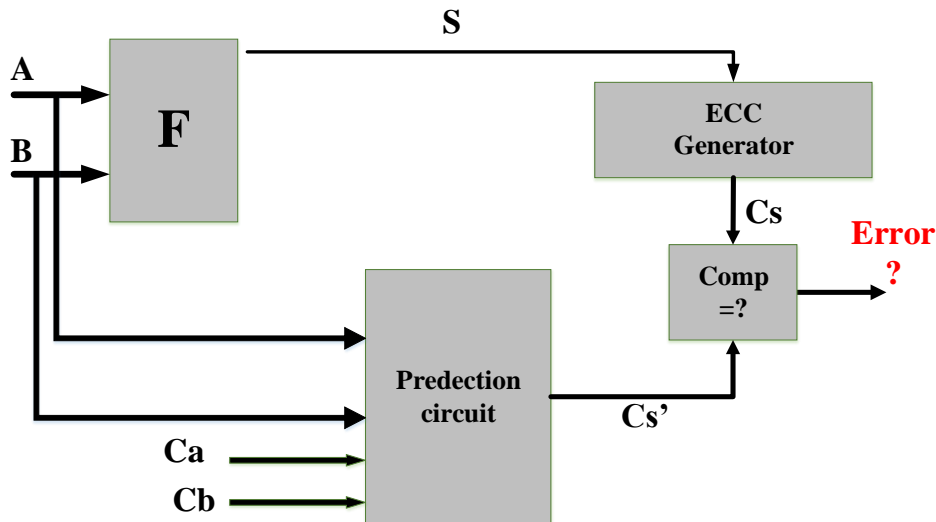 S
A
F
B
ECC
Generator
Cs
Error
?
Comp
=?
Predection
circuit
Cs’
Ca
Cb